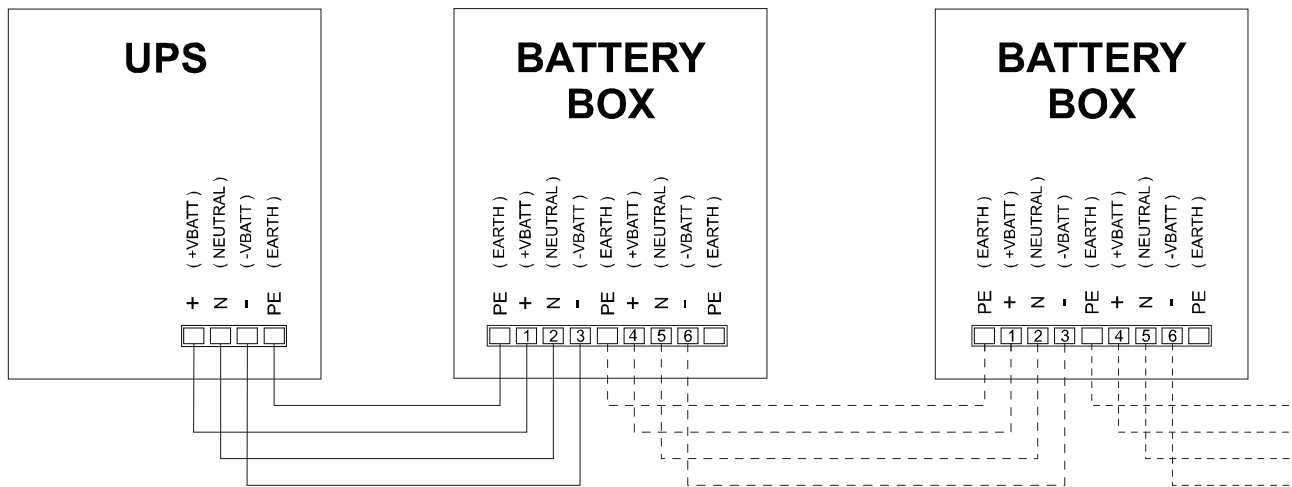 UPS
( +VBATT )
( NEUTRAL )
( -VBATT )
( EARTH )
+ N - PE
BATTERY
BOX
( EARTH )
( +VBATT )
( NEUTRAL )
( -VBATT )
( EARTH )
( +VBATT )
( NEUTRAL )
( -VBATT )
( EARTH )
PE + N - PE + N - PE
1 2 3 4 5 6
BATTERY
BOX
( EARTH )
( +VBATT )
( NEUTRAL )
( -VBATT )
( EARTH )
( +VBATT )
( NEUTRAL )
( -VBATT )
( EARTH )
PE + N - PE + N - PE
1 2 3 4 5 6